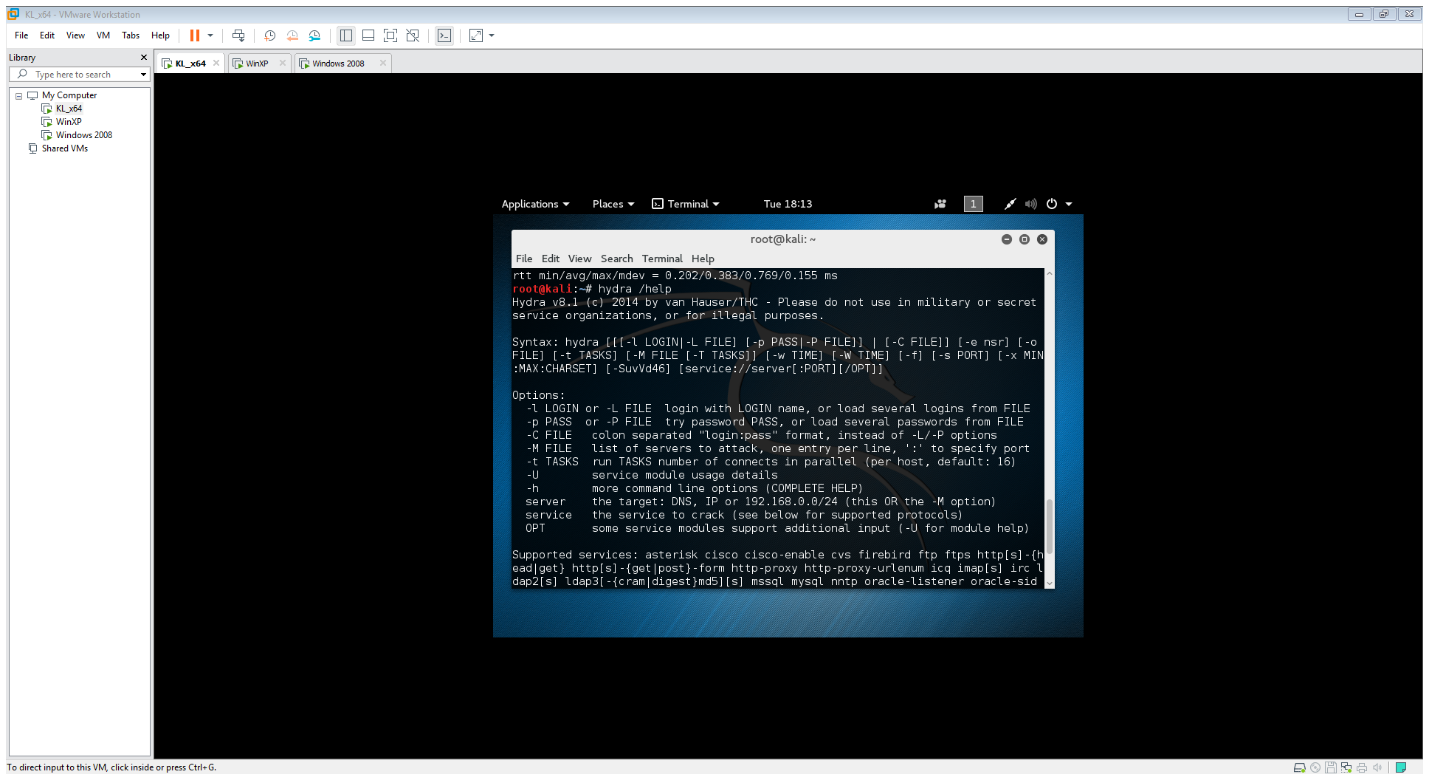 KL_x64 - VMware Workstation
File Edit View VM Tabs Help
Library
Type here to search
My Computer
KL_x64
WinXP
Windows 2008
Shared VMs
KL_x64
WinXP
Windows 2008
Applications Places Terminal Tue 18:13 1
root@kali: ~
File Edit View Search Terminal Help
rtt min/avg/max/mdev = 0.202/0.383/0.769/0.155 ms
root@kali:~# hydra /help
Hydra v8.1 (c) 2014 by van Hauser/THC - Please do not use in military or secret
service organizations, or for illegal purposes.
Syntax: hydra [[[-l LOGIN|-L FILE] [-p PASS|-P FILE]] | [-C FILE]] [-e nsr] [-o
FILE] [-t TASKS] [-M FILE [-T TASKS]] [-w TIME] [-W TIME] [-f] [-s PORT] [-x MIN
:MAX:CHARSET] [-SuvVd46] [service://server[:PORT][/OPT]]
Options:
-l LOGIN or -L FILE login with LOGIN name, or load several logins from FILE
-p PASS or -P FILE try password PASS, or load several passwords from FILE
-C FILE colon separated "login:pass" format, instead of -L/-P options
-M FILE list of servers to attack, one entry per line, ':' to specify port
-t TASKS run TASKS number of connects in parallel (per host, default: 16)
-U service module usage details
-h more command line options (COMPLETE HELP)
server the target: DNS, IP or 192.168.0.0/24 (this OR the -M option)
service the service to crack (see below for supported protocols)
OPT some service modules support additional input (-U for module help)
Supported services: asterisk cisco cisco-enable cvs firebird ftp ftps http[s]-{h
ead|get} http[s]-{get|post}-form http-proxy http-proxy-urlenum icq imap[s] irc l
dap2[s] ldap3[-{cram|digest}md5][s] mssql mysql nntp oracle-listener oracle-sid
To direct input to this VM, click inside or press Ctrl+G.